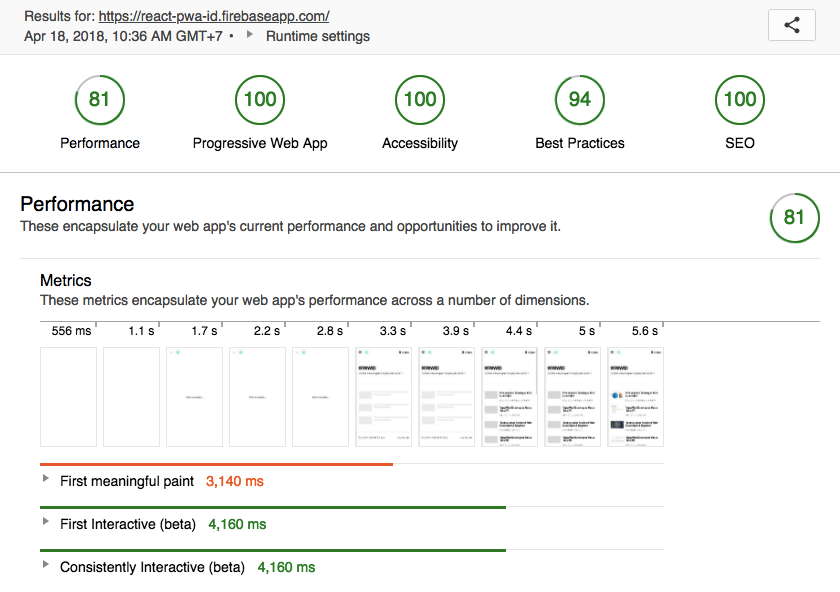 Results for: https://react-pwa-id.firebaseapp.com/
Apr 18, 2018, 10:36 AM GMT+7 • Runtime settings
81 100 100 94 100
Performance Progressive Web App Accessibility Best Practices SEO
Performance
These encapsulate your web app's current performance and opportunities to improve it.
81
Metrics
These metrics encapsulate your web app's performance across a number of dimensions.
556 ms 1.1 s 1.7 s 2.2 s 2.8 s 3.3 s 3.9 s 4.4 s 5 s 5.6 s
First meaningful paint 3,140 ms
First Interactive (beta) 4,160 ms
Consistently Interactive (beta) 4,160 ms